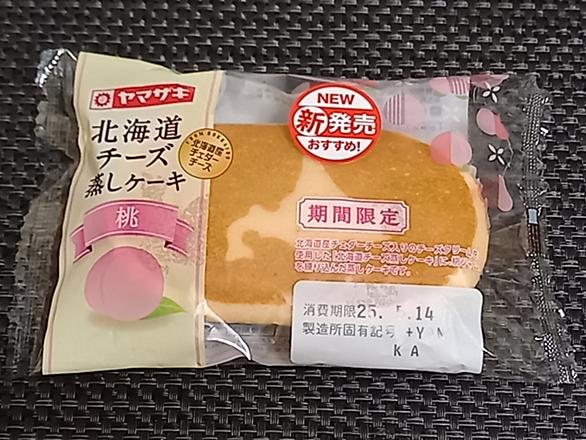 ヤマザキ
北海道
チーズ
蒸しケーキ
桃
FROM HOKKAIDO
北海道産
チェダー
チーズ
NEW
新発売
おすすめ!
期間限定
北海道産チェダーチーズ入りのチーズクリームを
使用した「北海道チーズ蒸しケーキ」に、桃
を折り込んだ蒸しケーキです。
消費期限25. 5.14
製造所固有記号 +YAN
KA